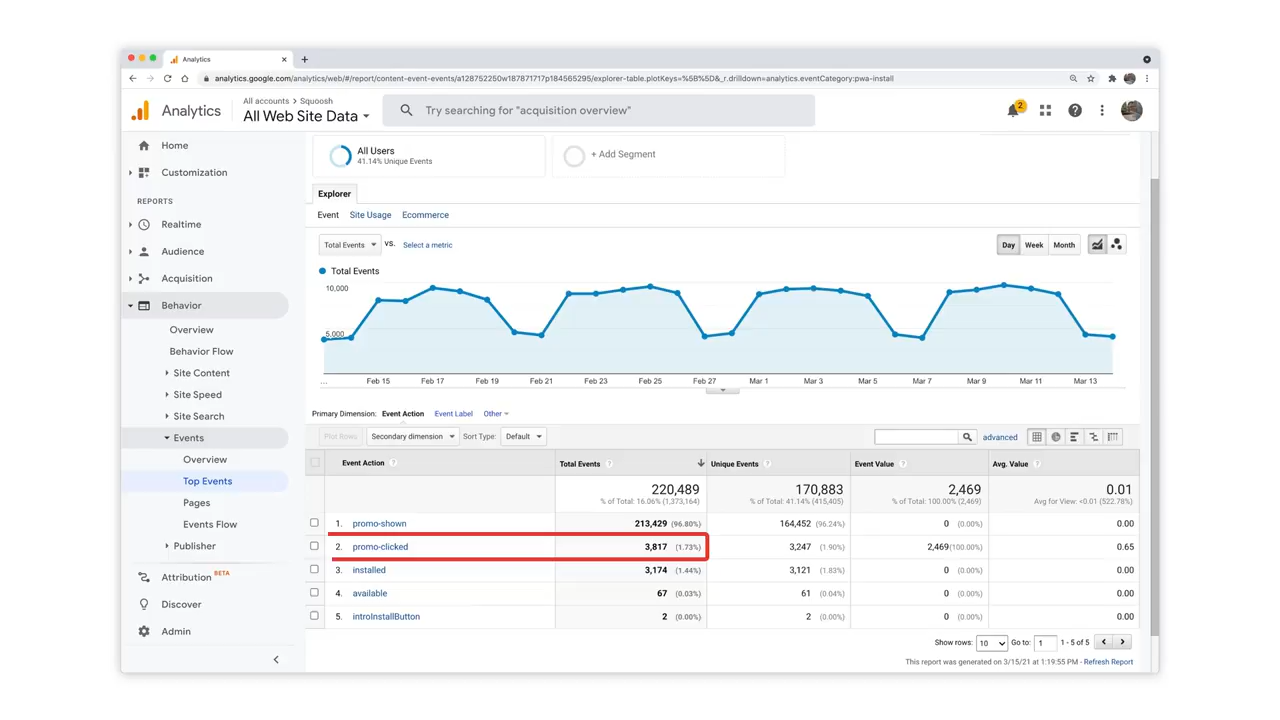 Analytics
analytics.google.com/analytics/web/#/report/content-event-events/a128752250w187871717p184565295/explorer-table.plotKeys=%5B%5D&_r.drilldown=analytics.eventCategory:pwa-install
Analytics
All accounts > Squoosh
All Web Site Data
Try searching for "acquisition overview"
2
Home
Customization
REPORTS
Realtime
Audience
Acquisition
Behavior
Overview
Behavior Flow
Site Content
Site Speed
Site Search
Events
Overview
Top Events
Pages
Events Flow
Publisher
Attribution BETA
Discover
Admin
All Users
41.14% Unique Events
+ Add Segment
Explorer
Event Site Usage Ecommerce
Total Events VS. Select a metric
Day Week Month
Total Events
10,000
5,000
... Feb 15 Feb 17 Feb 19 Feb 21 Feb 23 Feb 25 Feb 27 Mar 1 Mar 3 Mar 5 Mar 7 Mar 9 Mar 11 Mar 13
Primary Dimension: Event Action Event Label Other
Plot Rows Secondary dimension Sort Type: Default advanced
Event Action ? Total Events ? Unique Events ? Event Value ? Avg. Value ?
220,489 170,883 2,469 0.01
% of Total: 16.06% (1,373,164) % of Total: 41.14% (415,405) % of Total: 100.00% (2,469) Avg for View: <0.01 (522.78%)
1. promo-shown 213,429 (96.80%) 164,452 (96.24%) 0 (0.00%) 0.00
2. promo-clicked 3,817 (1.73%) 3,247 (1.90%) 2,469(100.00%) 0.65
3. installed 3,174 (1.44%) 3,121 (1.83%) 0 (0.00%) 0.00
4. available 67 (0.03%) 61 (0.04%) 0 (0.00%) 0.00
5. introInstallButton 2 (0.00%) 2 (0.00%) 0 (0.00%) 0.00
Show rows: 10 Go to: 1 1 - 5 of 5
This report was generated on 3/15/21 at 1:19:55 PM - Refresh Report